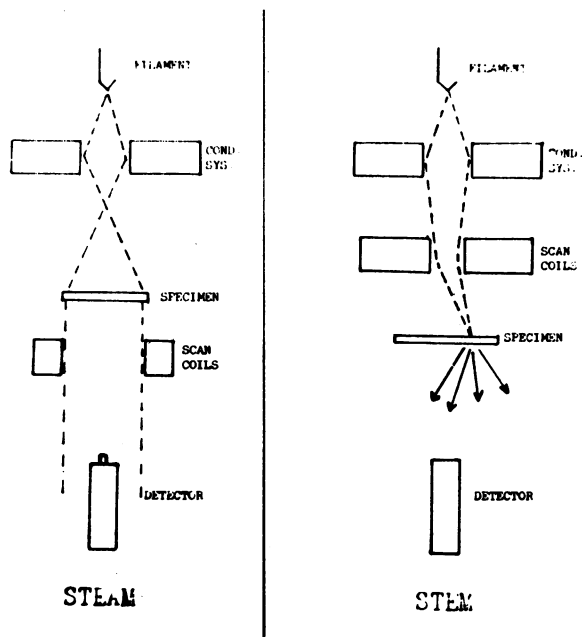 FILAMENT
COND.
SYS.
SPECIMEN
SCAN
COILS
DETECTOR
STEAM
FILAMENT
COND.
SYS.
SCAN
COILS
SPECIMEN
DETECTOR
STEM